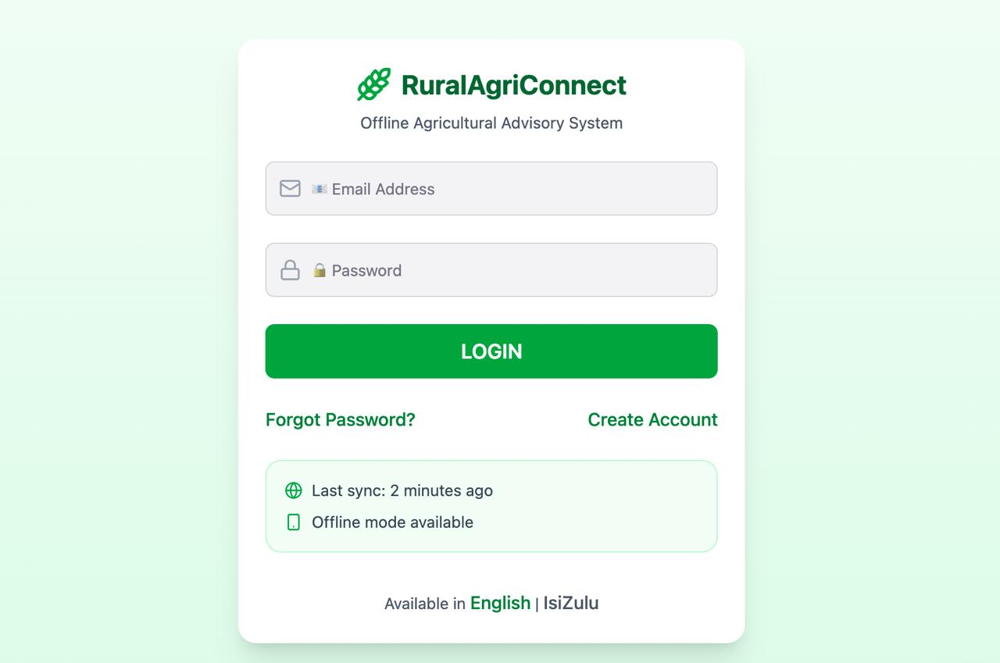 RuralAgriConnect
Offline Agricultural Advisory System
📧 Email Address
🔒 Password
LOGIN
Forgot Password? Create Account
Last sync: 2 minutes ago
Offline mode available
Available in English | IsiZulu